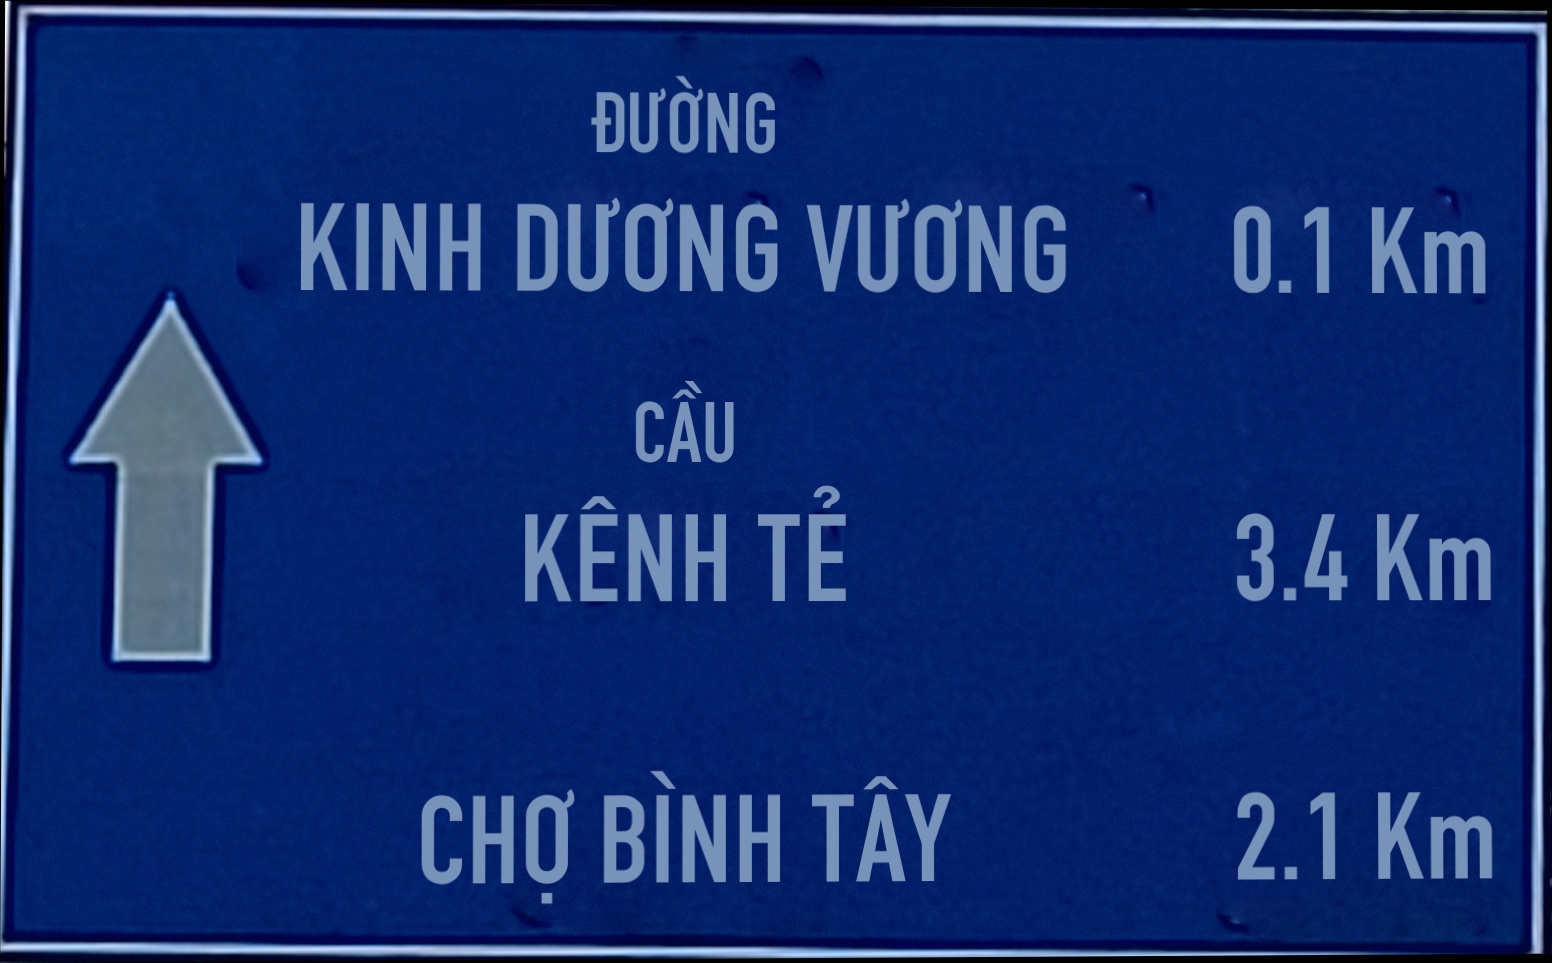 ĐƯỜNG
KINH DƯƠNG VƯƠNG 0.1 Km
CẦU
KÊNH TẺ 3.4 Km
CHỢ BÌNH TÂY 2.1 Km